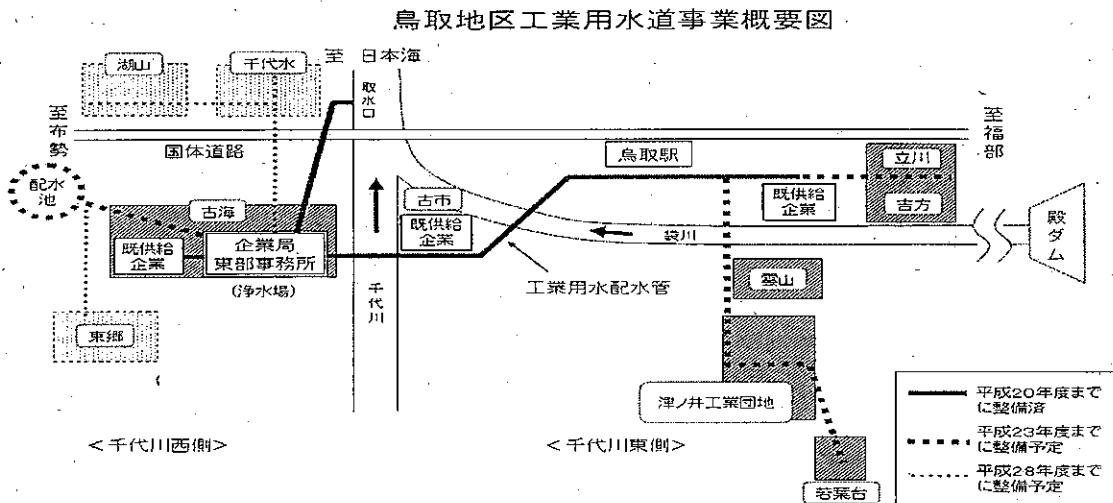 鳥取地区工業用水道事業概要図
至 日本海
湖山
千代水
取水口
至布勢
至福部
国体道路
鳥取駅
立川
配水
池
古海
古市
既供給
企業
吉方
既供給
企業
企業局
東部事務所
既供給
企業
袋川
殿ダム
(浄水場)
工業用水配水管
雲山
千代川
東郷
津ノ井工業団地
平成20年度まで
に整備済
<千代川西側>
<千代川東側>
平成23年度まで
に整備予定
若葉台
平成28年度まで
に整備予定